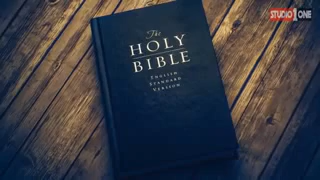 The
HOLY
BIBLE
ENGLISH
STANDARD
VERSION
STUDIO ONE